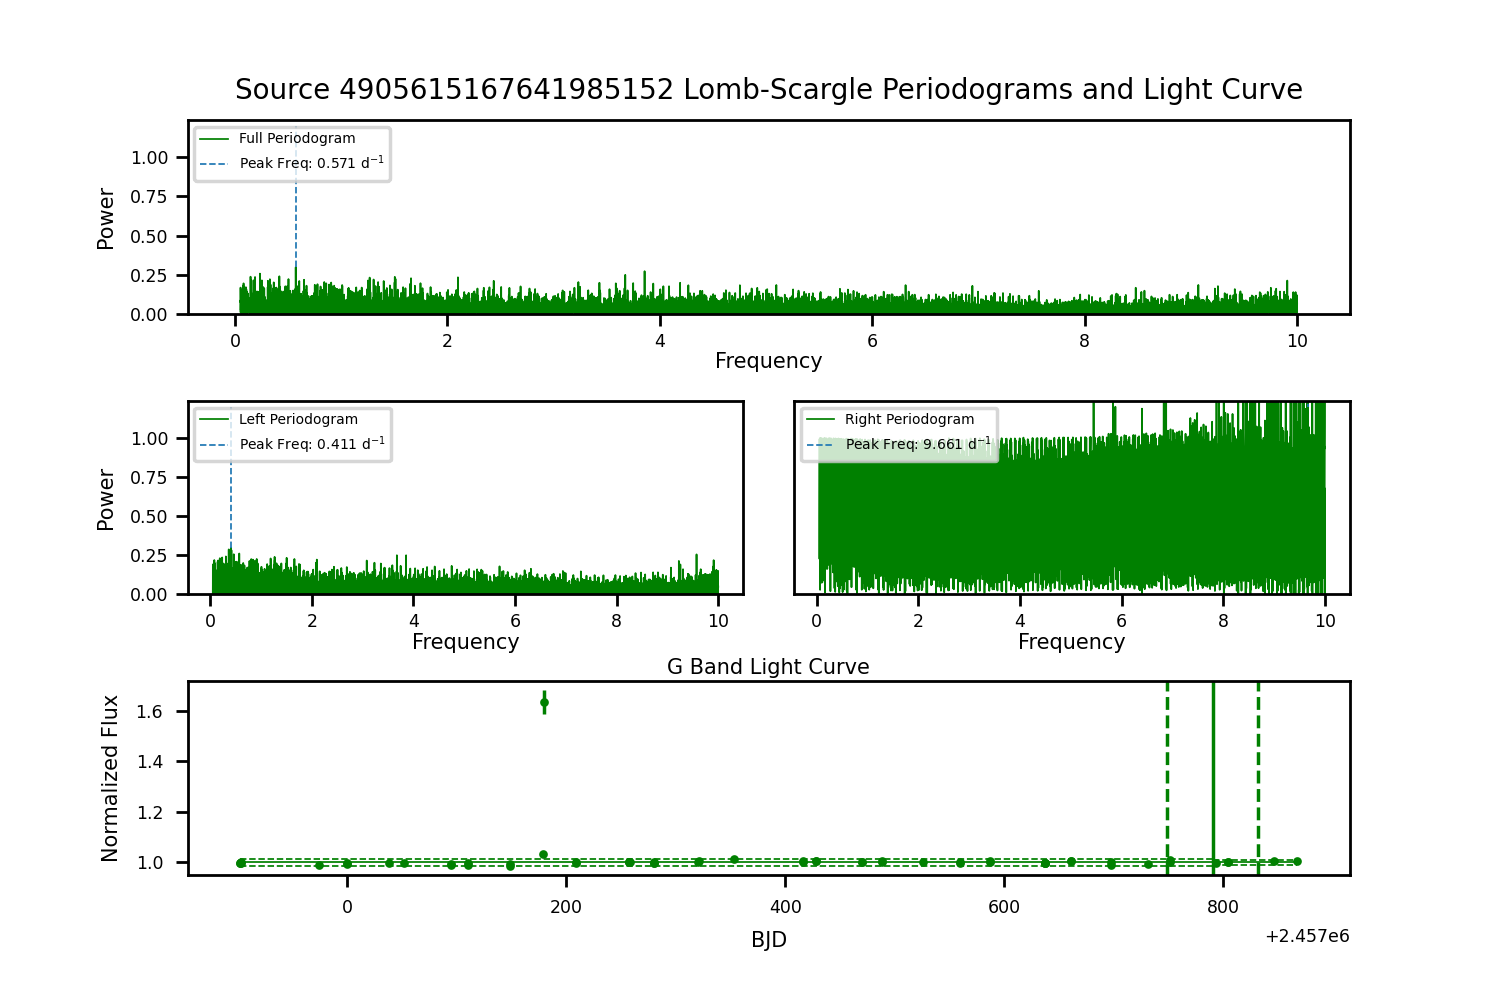 Source 4905615167641985152 Lomb-Scargle Periodograms and Light Curve
Full Periodogram
Peak Freq: 0.571 d⁻¹
Power
1.00
0.75
0.50
0.25
0.00
0 2 4 6 8 10
Frequency
Left Periodogram
Peak Freq: 0.411 d⁻¹
Power
1.00
0.75
0.50
0.25
0.00
0 2 4 6 8 10
Frequency
Right Periodogram
Peak Freq: 9.661 d⁻¹
0 2 4 6 8 10
Frequency
G Band Light Curve
Normalized Flux
1.6
1.4
1.2
1.0
0 200 400 600 800
BJD
+2.457e6